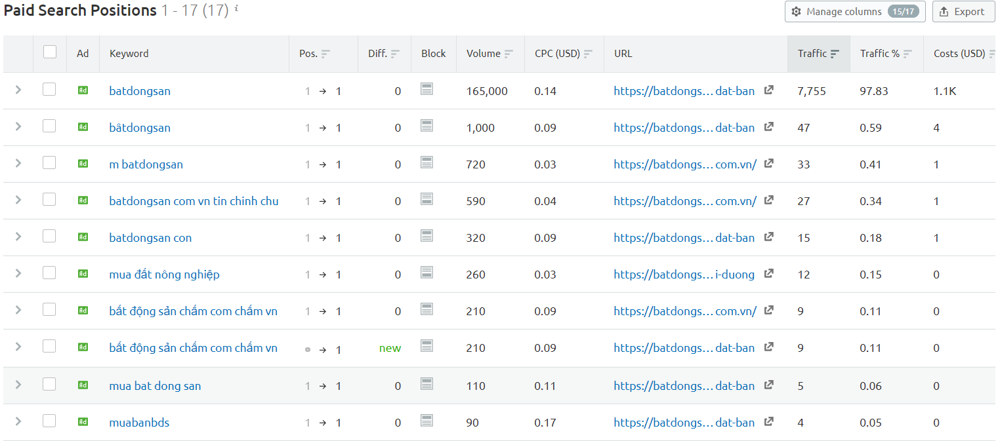 Paid Search Positions 1 - 17 (17) i
Manage columns 15/17 Export
Ad Keyword Pos. Diff. Block Volume CPC (USD) URL Traffic Traffic % Costs (USD)
Ad batdongsan 1 → 1 0 165,000 0.14 https://batdongs… dat-ban 7,755 97.83 1.1K
Ad bâtdongsan 1 → 1 0 1,000 0.09 https://batdongs… dat-ban 47 0.59 4
Ad m batdongsan 1 → 1 0 720 0.03 https://batdongs… com.vn/ 33 0.41 1
Ad batdongsan com vn tin chinh chu 1 → 1 0 590 0.04 https://batdongs… com.vn/ 27 0.34 1
Ad batdongsan con 1 → 1 0 320 0.09 https://batdongs… dat-ban 15 0.18 1
Ad mua đất nông nghiệp 1 → 1 0 260 0.03 https://batdongs… i-duong 12 0.15 0
Ad bất động sản chấm com chấm vn 1 → 1 0 210 0.09 https://batdongs… com.vn/ 9 0.11 0
Ad bất động sản chấm com chấm vn → 1 new 210 0.09 https://batdongs… dat-ban 9 0.11 0
Ad mua bat dong san 1 → 1 0 110 0.11 https://batdongs… dat-ban 5 0.06 0
Ad muabanbds 1 → 1 0 90 0.17 https://batdongs… dat-ban 4 0.05 0